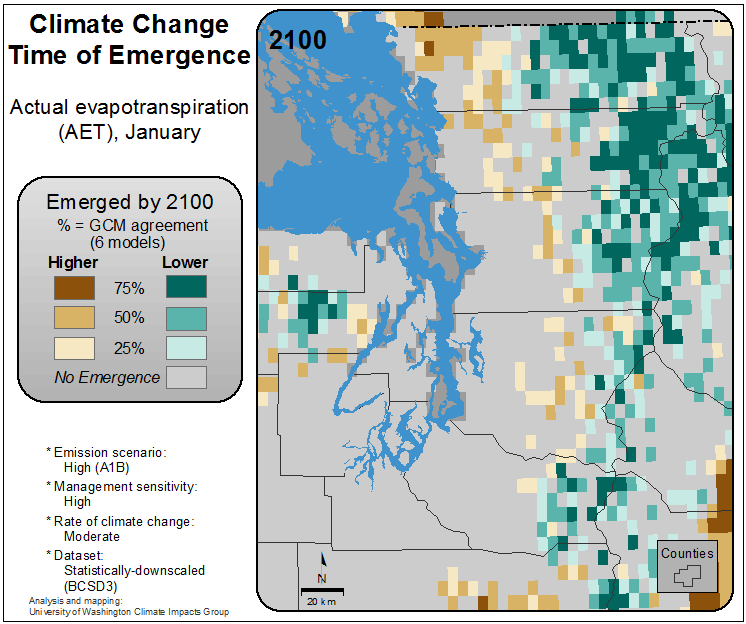 Climate Change
Time of Emergence
Actual evapotranspiration
(AET), January
Emerged by 2100
% = GCM agreement
(6 models)
Higher Lower
75%
50%
25%
No Emergence
* Emission scenario:
High (A1B)
* Management sensitivity:
High
* Rate of climate change:
Moderate
* Dataset:
Statistically-downscaled
(BCSD3)
Analysis and mapping:
University of Washington Climate Impacts Group
2100
N
20 km
Counties